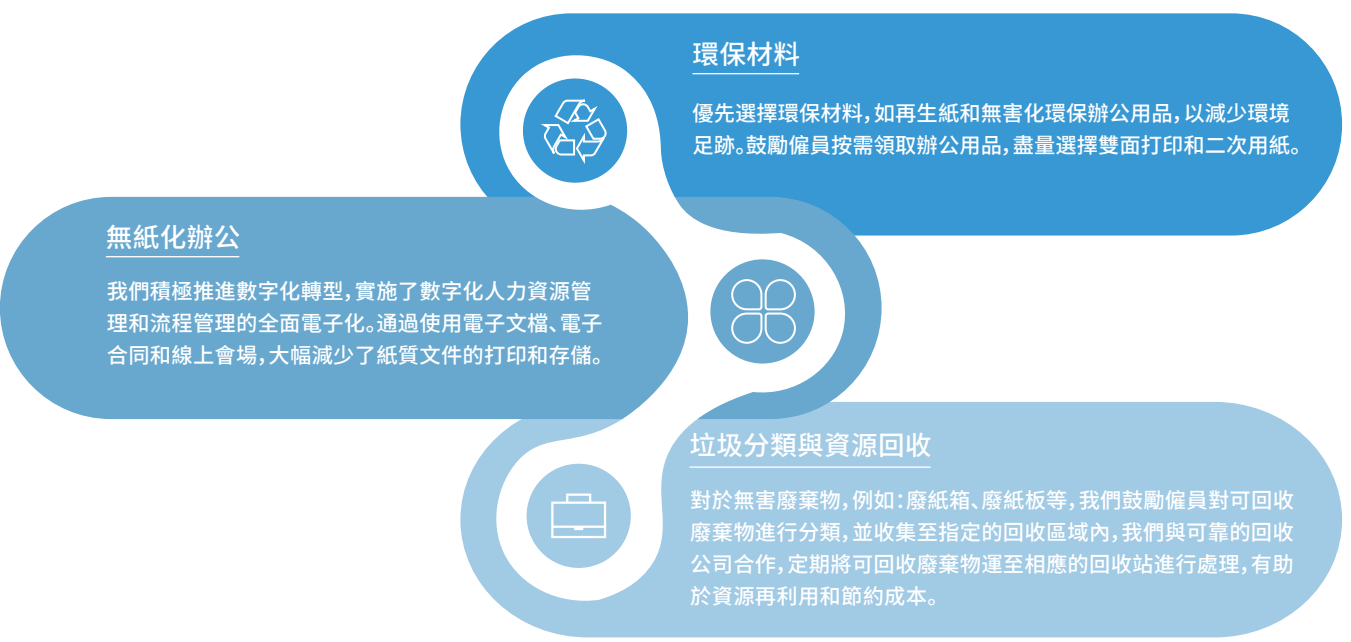 環保材料
優先選擇環保材料，如再生紙和無害化環保辦公用品，以減少環境
足跡。鼓勵僱員按需領取辦公用品，盡量選擇雙面打印和二次用紙。
無紙化辦公
我們積極推進數字化轉型，實施了數字化人力資源管
理和流程管理的全面電子化。通過使用電子文檔、電子
合同和線上會場，大幅減少了紙質文件的打印和存儲。
垃圾分類與資源回收
對於無害廢棄物，例如：廢紙箱、廢紙板等，我們鼓勵僱員對可回收
廢棄物進行分類，並收集至指定的回收區域內，我們與可靠的回收
公司合作，定期將可回收廢棄物運至相應的回收站進行處理，有助
於資源再利用和節約成本。